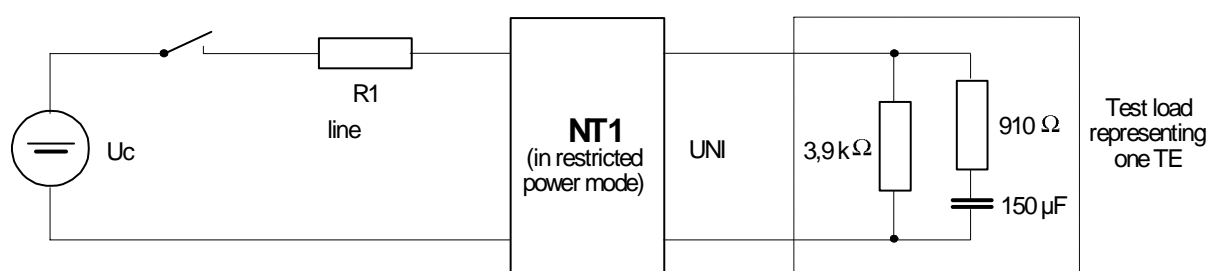 Uc
R1
line
NT1
(in restricted
power mode)
UNI
3,9 kΩ
910 Ω
150 µF
Test load
representing
one TE